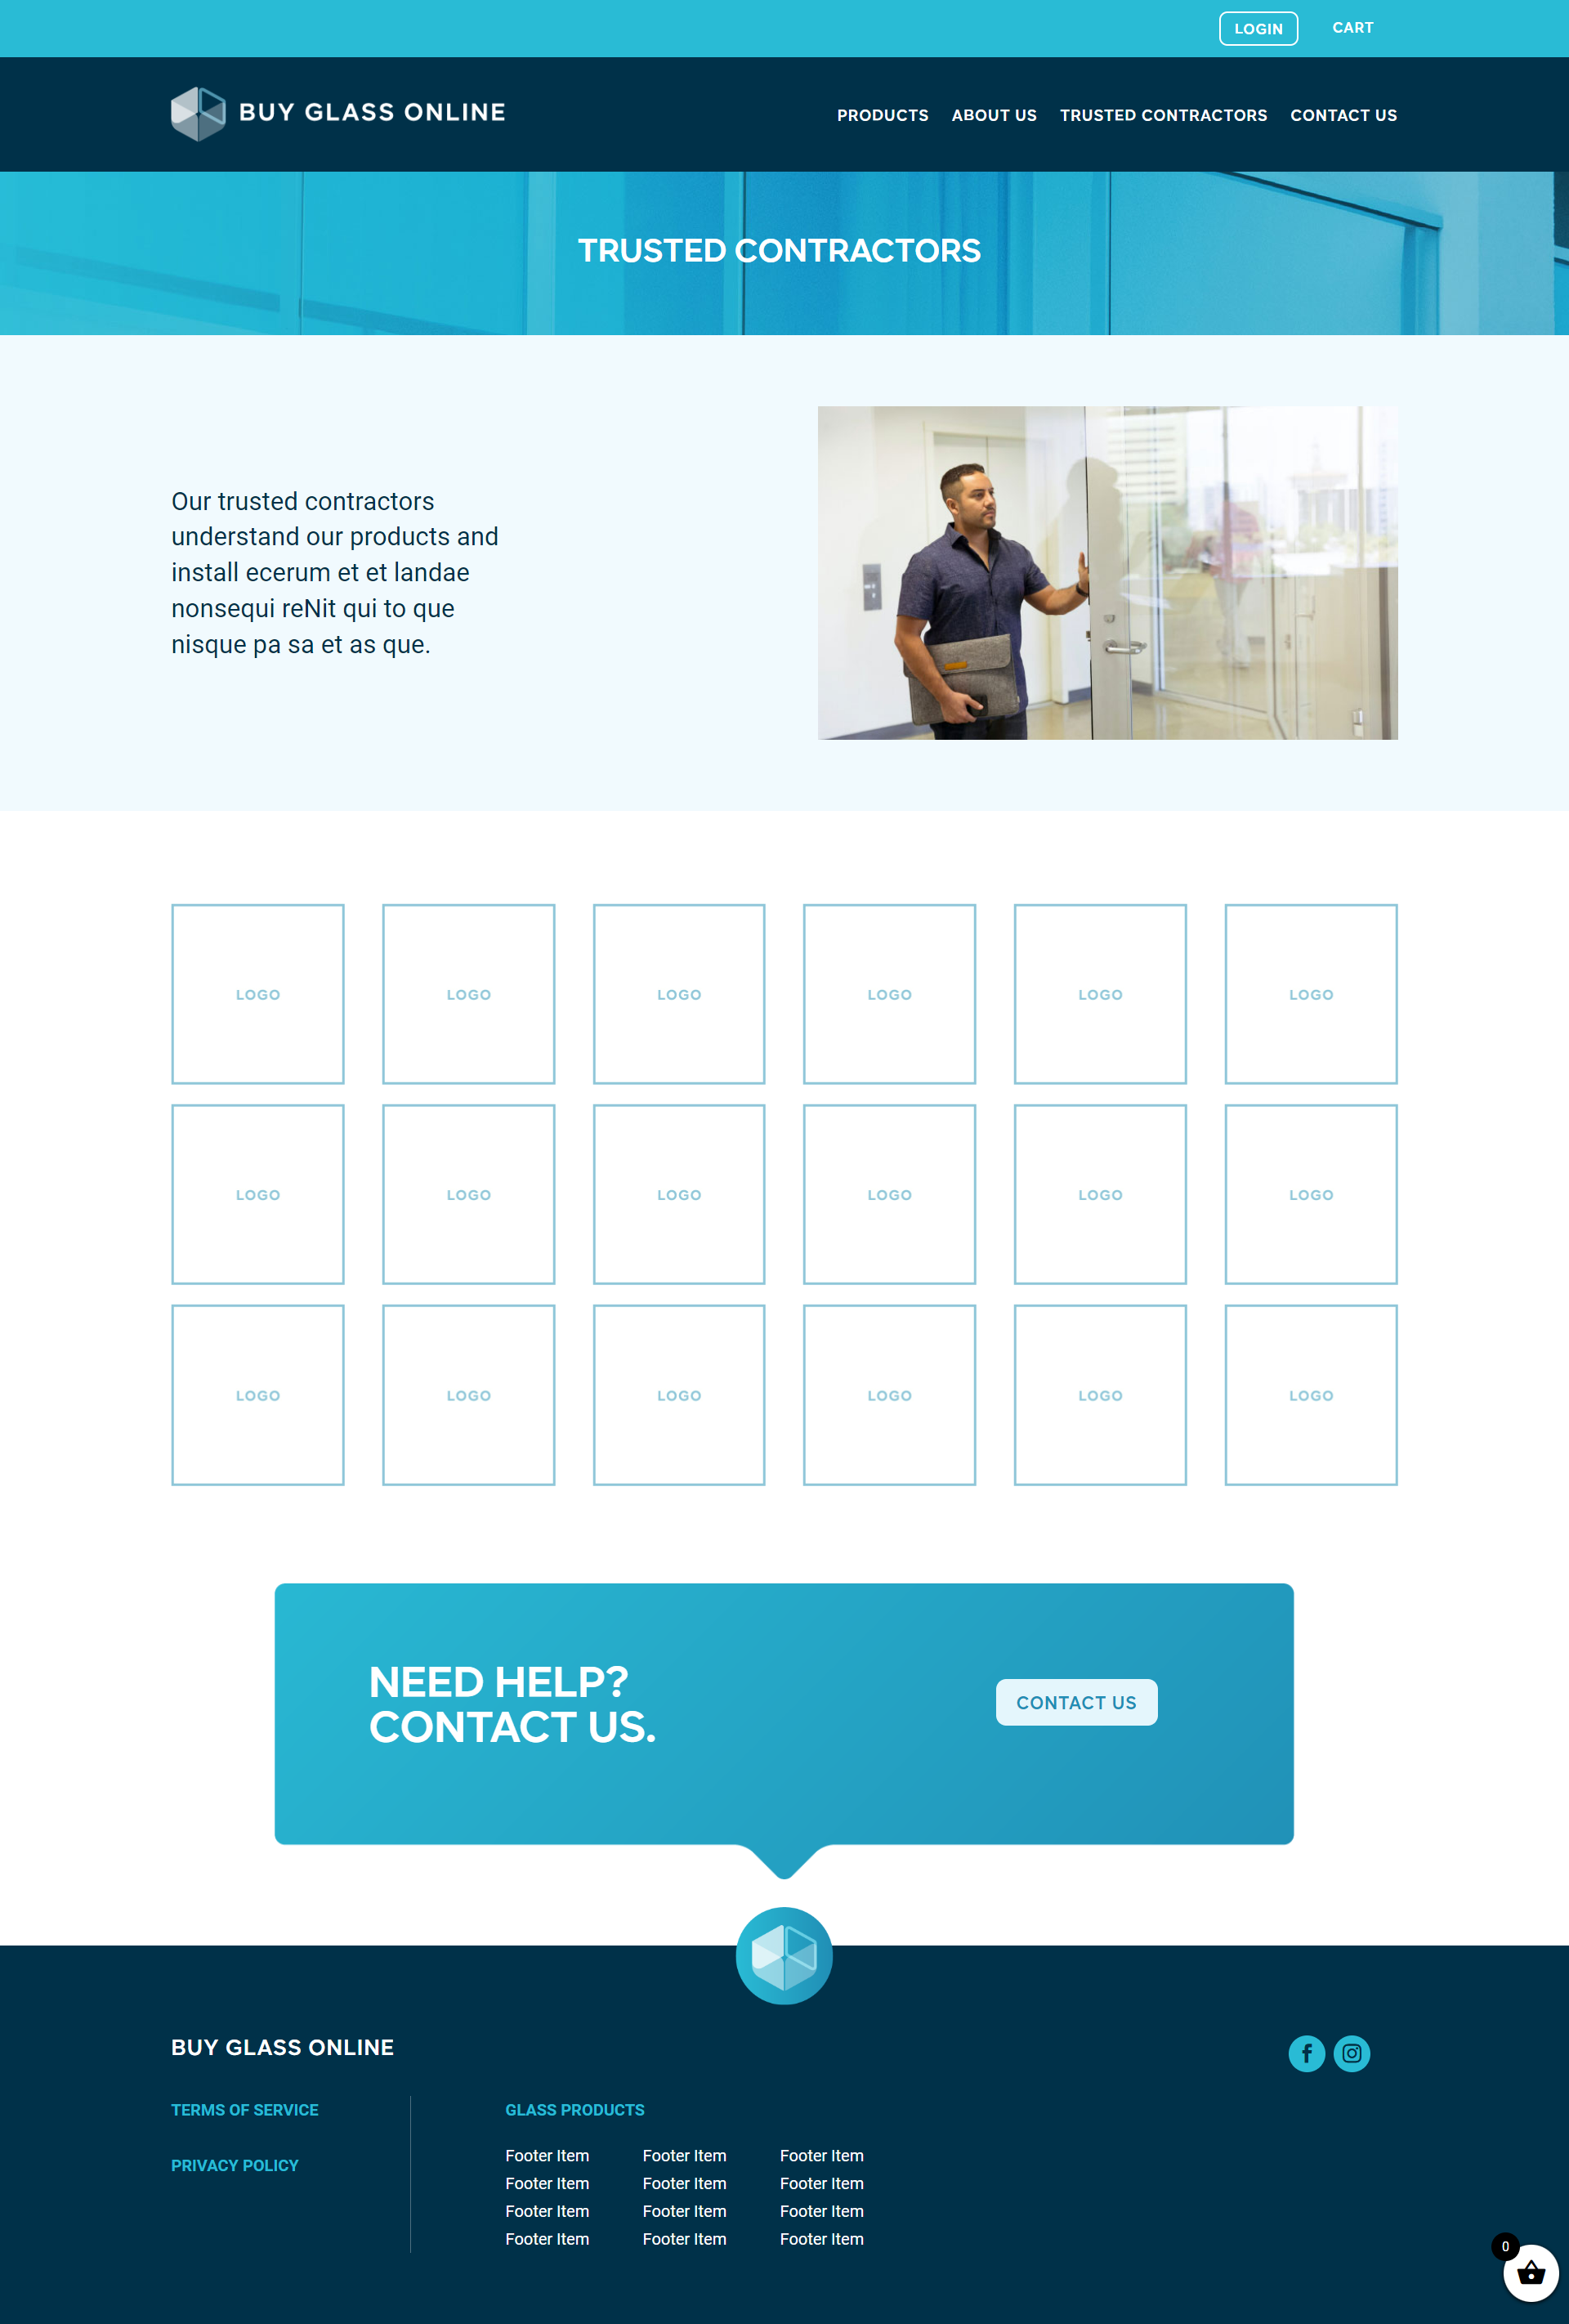 LOGIN CART
BUY GLASS ONLINE
PRODUCTS ABOUT US TRUSTED CONTRACTORS CONTACT US
TRUSTED CONTRACTORS
Our trusted contractors
understand our products and
install ecerum et et landae
nonsequi reNit qui to que
nisque pa sa et as que.
LOGO LOGO LOGO LOGO LOGO LOGO
LOGO LOGO LOGO LOGO LOGO LOGO
LOGO LOGO LOGO LOGO LOGO LOGO
NEED HELP?
CONTACT US.
CONTACT US
BUY GLASS ONLINE
TERMS OF SERVICE
PRIVACY POLICY
GLASS PRODUCTS
Footer Item Footer Item Footer Item
Footer Item Footer Item Footer Item
Footer Item Footer Item Footer Item
Footer Item Footer Item Footer Item
0